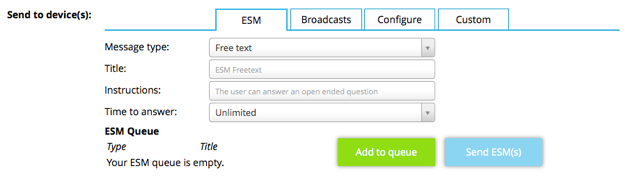 Send to device(s): ESM Broadcasts Configure Custom
Message type: Free text
Title: ESM Freetext
Instructions: The user can answer an open ended question
Time to answer: Unlimited
ESM Queue
Type Title
Your ESM queue is empty. Add to queue Send ESM(s)